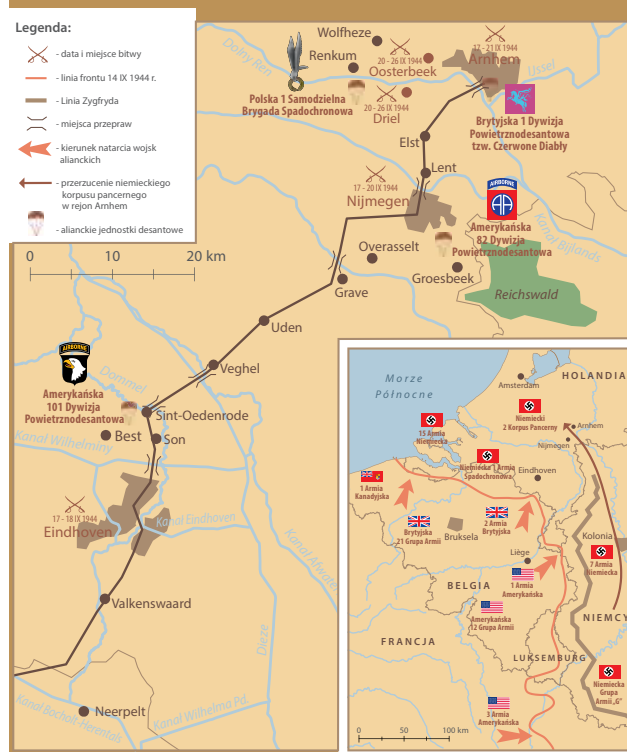 Legenda:
- data i miejsce bitwy
- linia frontu 14 IX 1944 r.
- Linia Zygfryda
- miejsca przepraw
- kierunek natarcia wojsk
alianckich
- przerzucenie niemieckiego
korpusu pancernego
w rejon Arnhem
- alianckie jednostki desantowe
0 10 20 km
Wolfheze
Renkum
Dolny Ren
20 - 26 IX 1944
Oosterbeek
17 - 21 IX 1944
Arnhem
IJssel
Polska 1 Samodzielna
Brygada Spadochronowa
20 - 26 IX 1944
Driel
Brytyjska 1 Dywizja
Powietrznodesantowa
tzw. Czerwone Diabły
Elst
Lent
17 - 20 IX 1944
Nijmegen
AIRBORNE
Amerykańska
82 Dywizja
Powietrznodesantowa
Kanał Bijlands
Overasselt
Groesbeek
Grave
Reichswald
Uden
Veghel
AIRBORNE
Amerykańska
101 Dywizja
Powietrznodesantowa
Dommel
Sint-Oedenrode
Best
Son
Kanał Wilhelminy
17 - 18 IX 1944
Eindhoven
Kanał Eindhoven
Valkenswaard
Dieze
Neerpelt
Kanał Bocholt-Herentals
Kanał Wilhelma Pd.
Morze
Północne
Amsterdam
HOLANDIA
15 Armia
Niemiecka
Niemiecki
2 Korpus Pancerny
Arnhem
Nijmegen
Niemiecka 1 Armia
Spadochronowa
Eindhoven
1 Armia
Kanadyjska
Brytyjska
21 Grupa Armii
Bruksela
2 Armia
Brytyjska
Kolonia
Liège
7 Armia
Niemiecka
1 Armia
Amerykańska
BELGIA
Amerykańska
12 Grupa Armii
NIEMCY
FRANCJA
LUKSEMBURG
Niemiecka
Grupa
Armii „G”
3 Armia
Amerykańska
0 50 100 km